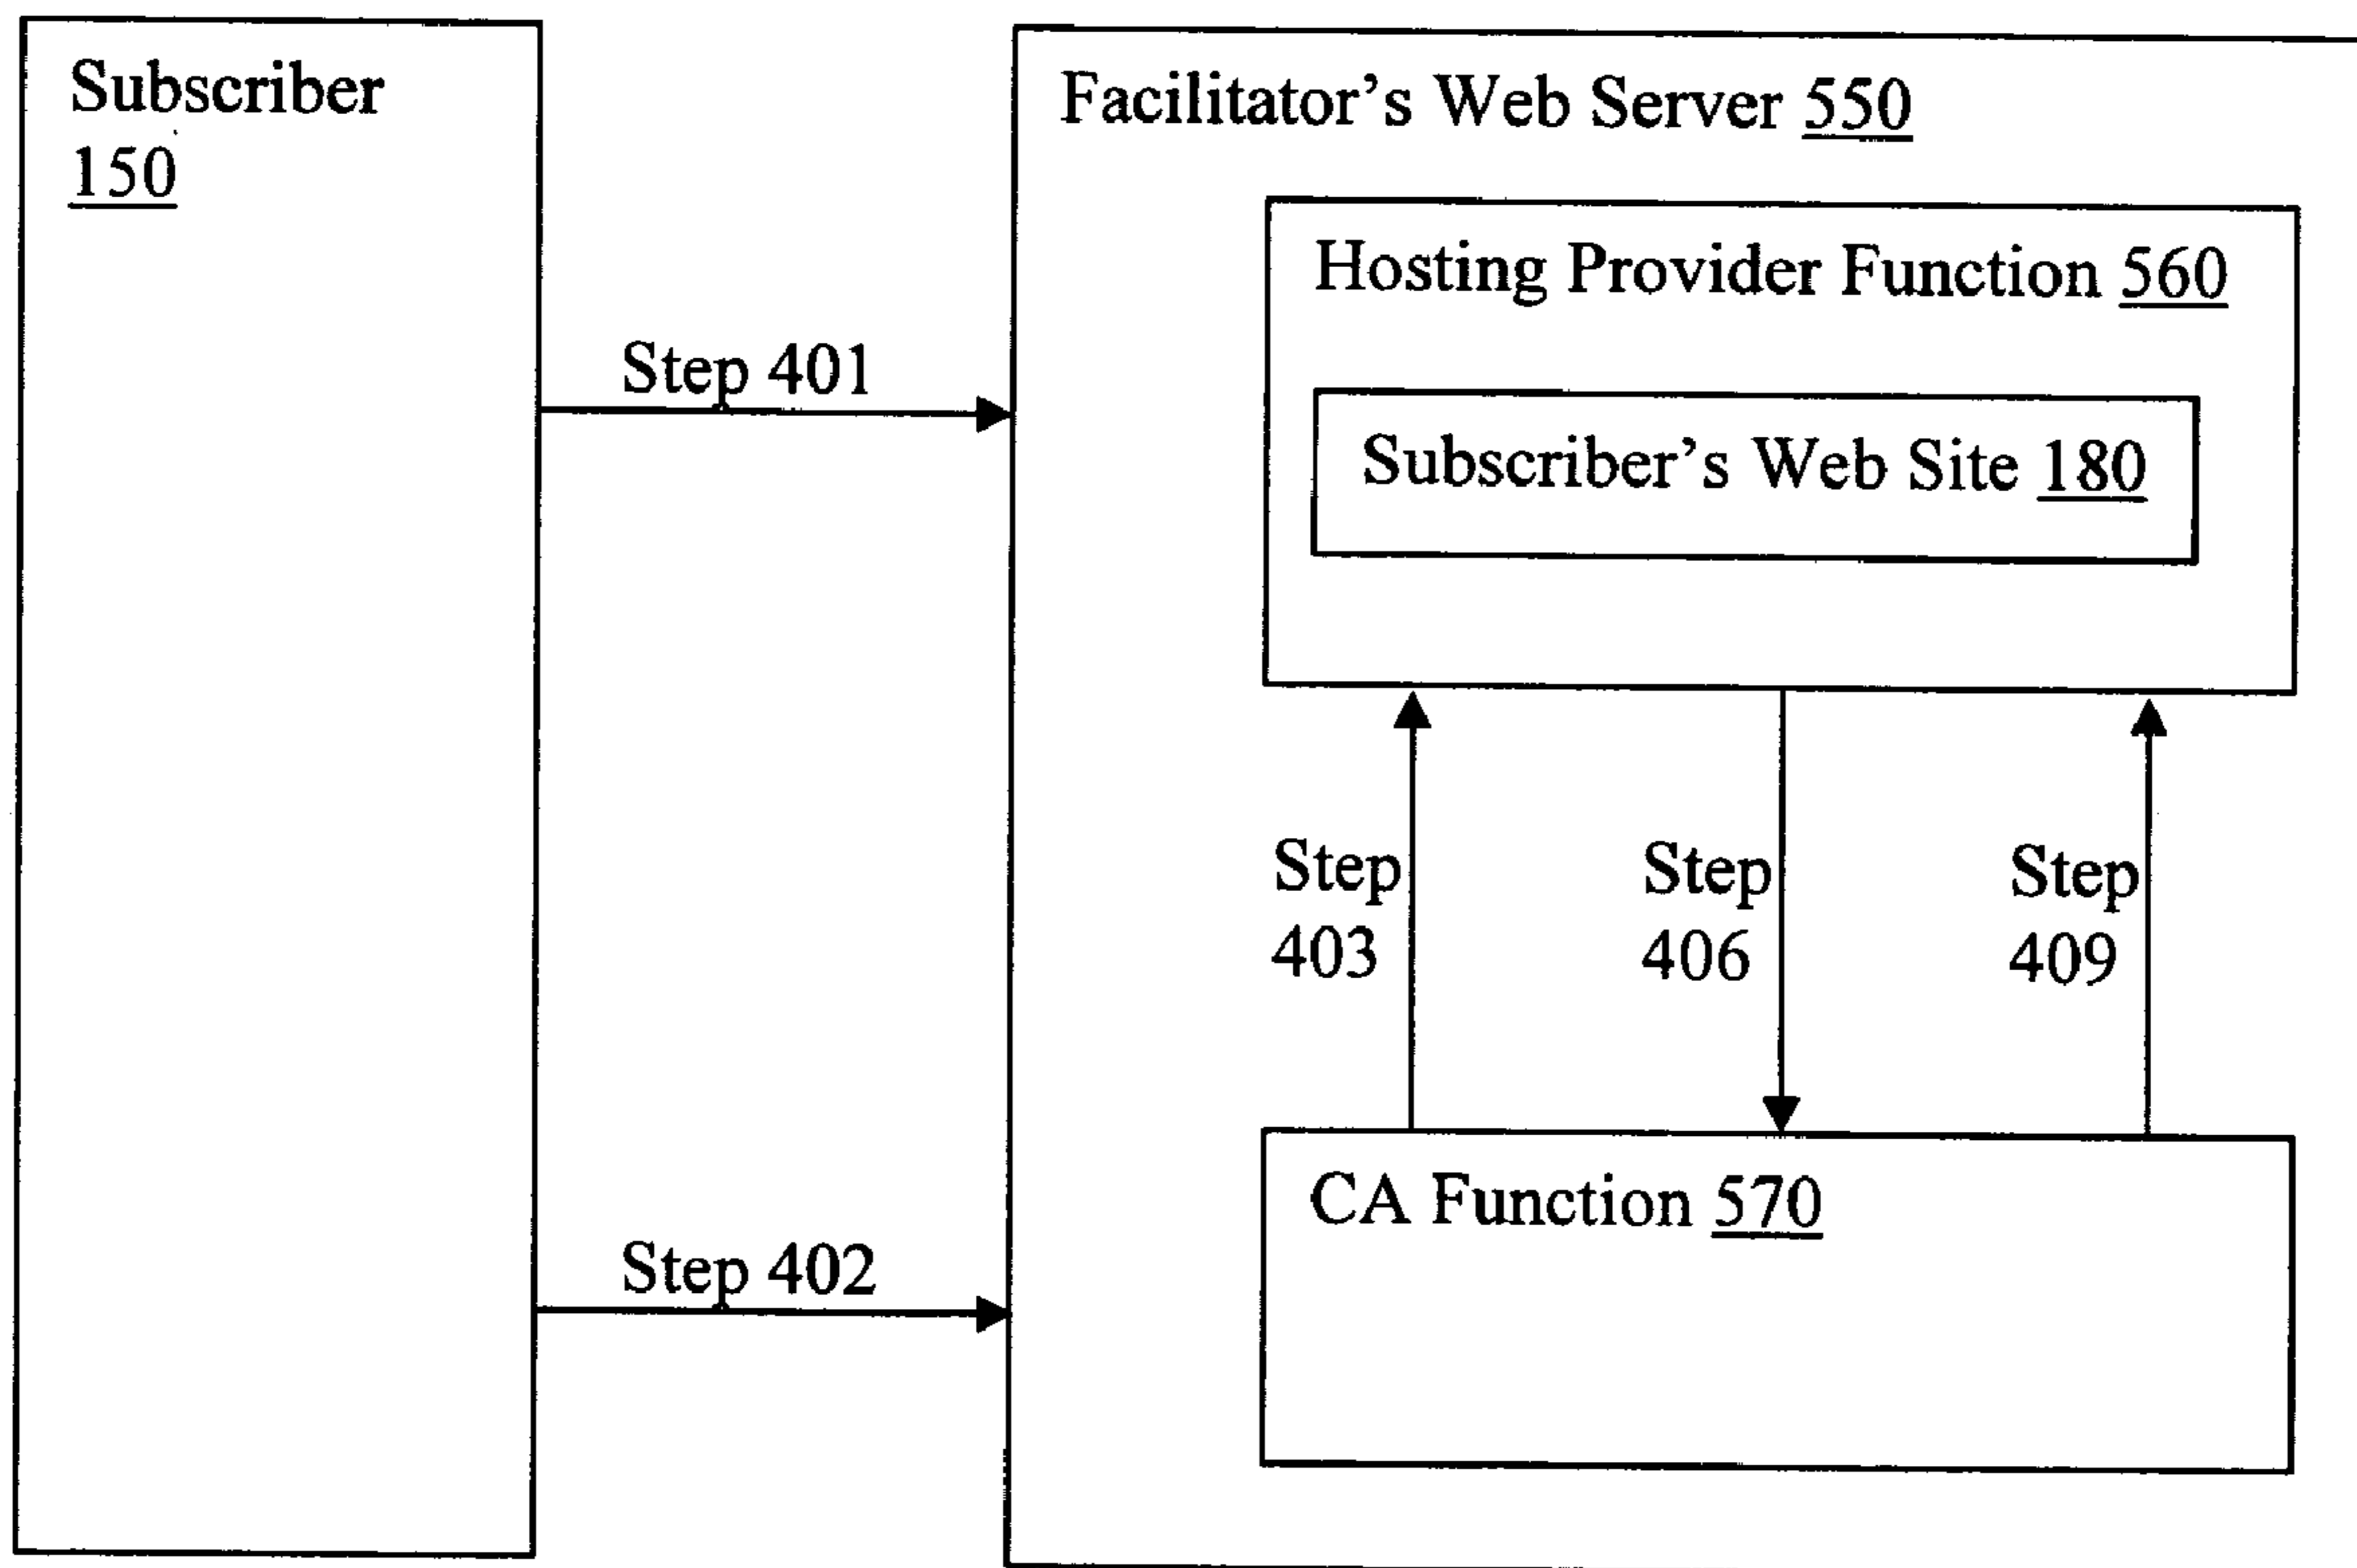 Subscriber
150
Facilitator's Web Server 550
Hosting Provider Function 560
Subscriber's Web Site 180
Step 401
Step
403
Step
406
Step
409
CA Function 570
Step 402